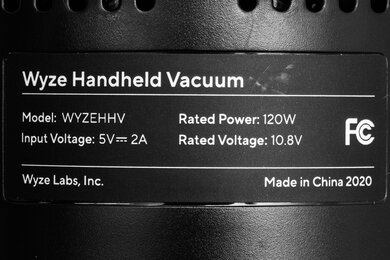 Wyze Handheld Vacuum
Model: WYZEHHV Rated Power: 120W
Input Voltage: 5V⎓ 2A Rated Voltage: 10.8V
FC
Wyze Labs, Inc. Made in China 2020